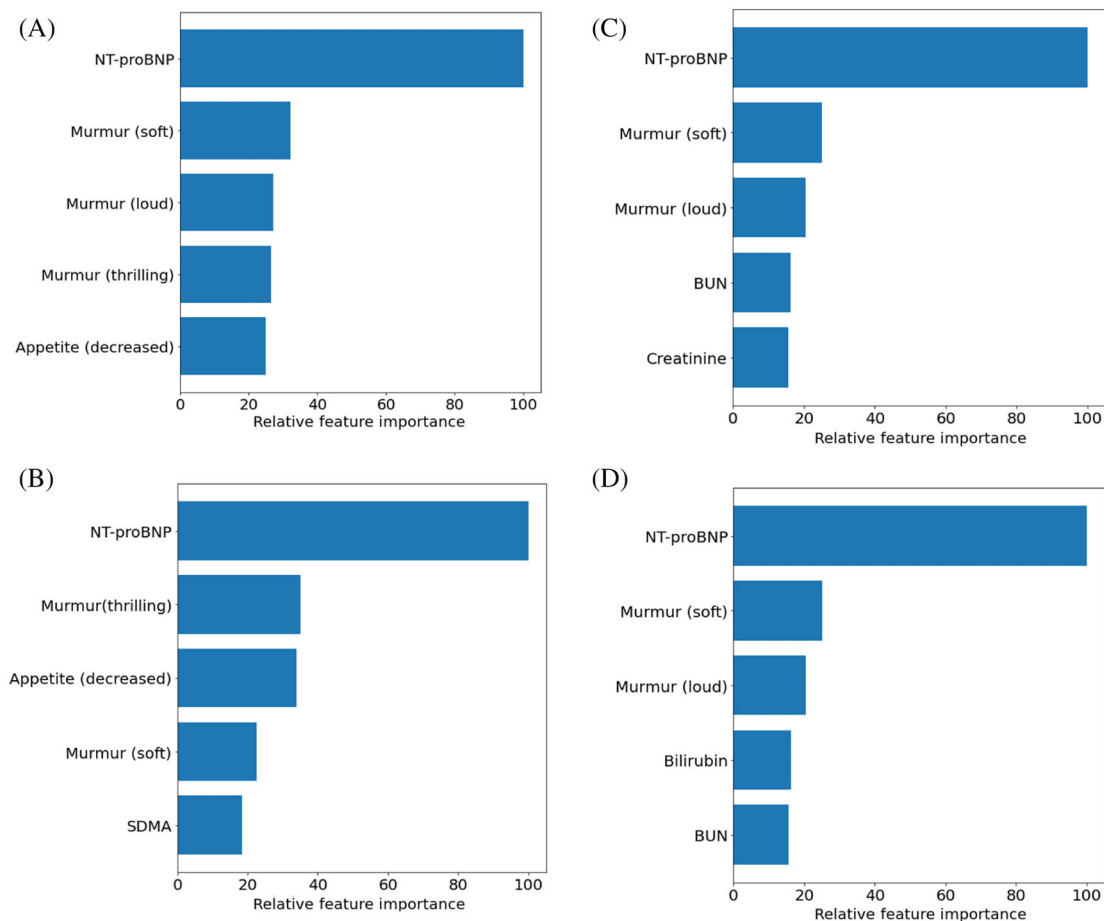 (A)
NT-proBNP
Murmur (soft)
Murmur (loud)
Murmur (thrilling)
Appetite (decreased)
0 20 40 60 80 100
Relative feature importance
(B)
NT-proBNP
Murmur(thrilling)
Appetite (decreased)
Murmur (soft)
SDMA
0 20 40 60 80 100
Relative feature importance
(C)
NT-proBNP
Murmur (soft)
Murmur (loud)
BUN
Creatinine
0 20 40 60 80 100
Relative feature importance
(D)
NT-proBNP
Murmur (soft)
Murmur (loud)
Bilirubin
BUN
0 20 40 60 80 100
Relative feature importance